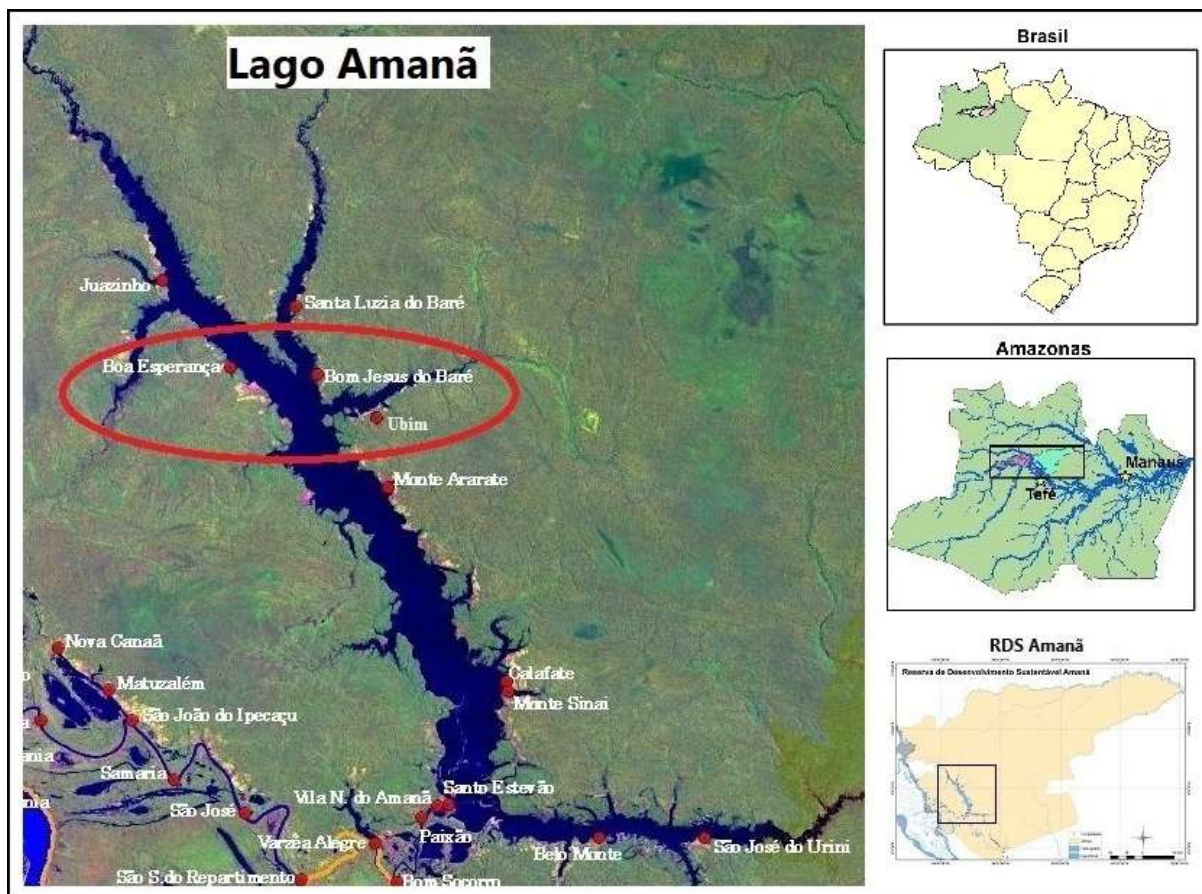 Lago Amanã
Juazinho
Santa Luzia do Baré
Boa Esperança
Bom Jesus do Baré
Ubim
Monte Ararate
Nova Canaã
Matuzalém
Calafate
Monte Sinai
São João do Ipecaçu
ania
Samaria
São José
Santo Estevão
Vila N. do Amanã
Paixão
Varzêa Alegre
Belo Monte
São José do Urini
São S.do Repartimento
Bom Socorro
Brasil
Amazonas
Manaus
Tefé
RDS Amanã
Reserva de Desenvolvimento Sustentável Amanã